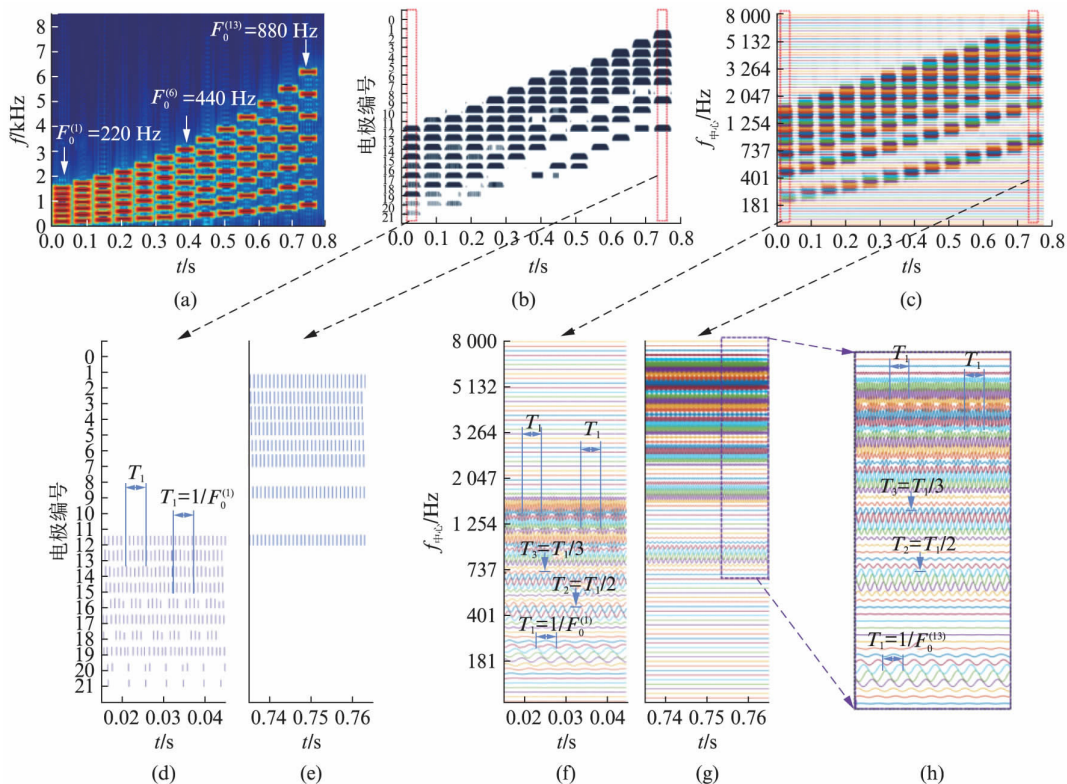 8
7
6
5
4
3
2
1
0
f/kHz
F₀⁽¹⁾=220 Hz
F₀⁽⁶⁾=440 Hz
F₀⁽¹³⁾=880 Hz
0.0 0.1 0.2 0.3 0.4 0.5 0.6 0.7 0.8
t/s
(a)
电极编号
0
1
2
3
4
5
6
7
8
9
10
11
12
13
14
15
16
17
18
19
20
21
0.0 0.1 0.2 0.3 0.4 0.5 0.6 0.7 0.8
t/s
(b)
f中心/Hz
8 000
5 132
3 264
2 047
1 254
737
401
181
0.0 0.1 0.2 0.3 0.4 0.5 0.6 0.7 0.8
t/s
(c)
电极编号
0
1
2
3
4
5
6
7
8
9
10
11
12
13
14
15
16
17
18
19
20
21
T₁
T₁=1/F₀⁽¹⁾
0.02 0.03 0.04
t/s
(d)
0.74 0.75 0.76
t/s
(e)
f中心/Hz
8 000
5 132
3 264
2 047
1 254
737
401
181
T₁
T₁
T₃=T₁/3
T₂=T₁/2
T₁=1/F₀⁽¹⁾
0.02 0.03 0.04
t/s
(f)
0.74 0.75 0.76
t/s
(g)
T₁
T₁
T₃=T₁/3
T₂=T₁/2
T₁=1/F₀⁽¹³⁾
(h)